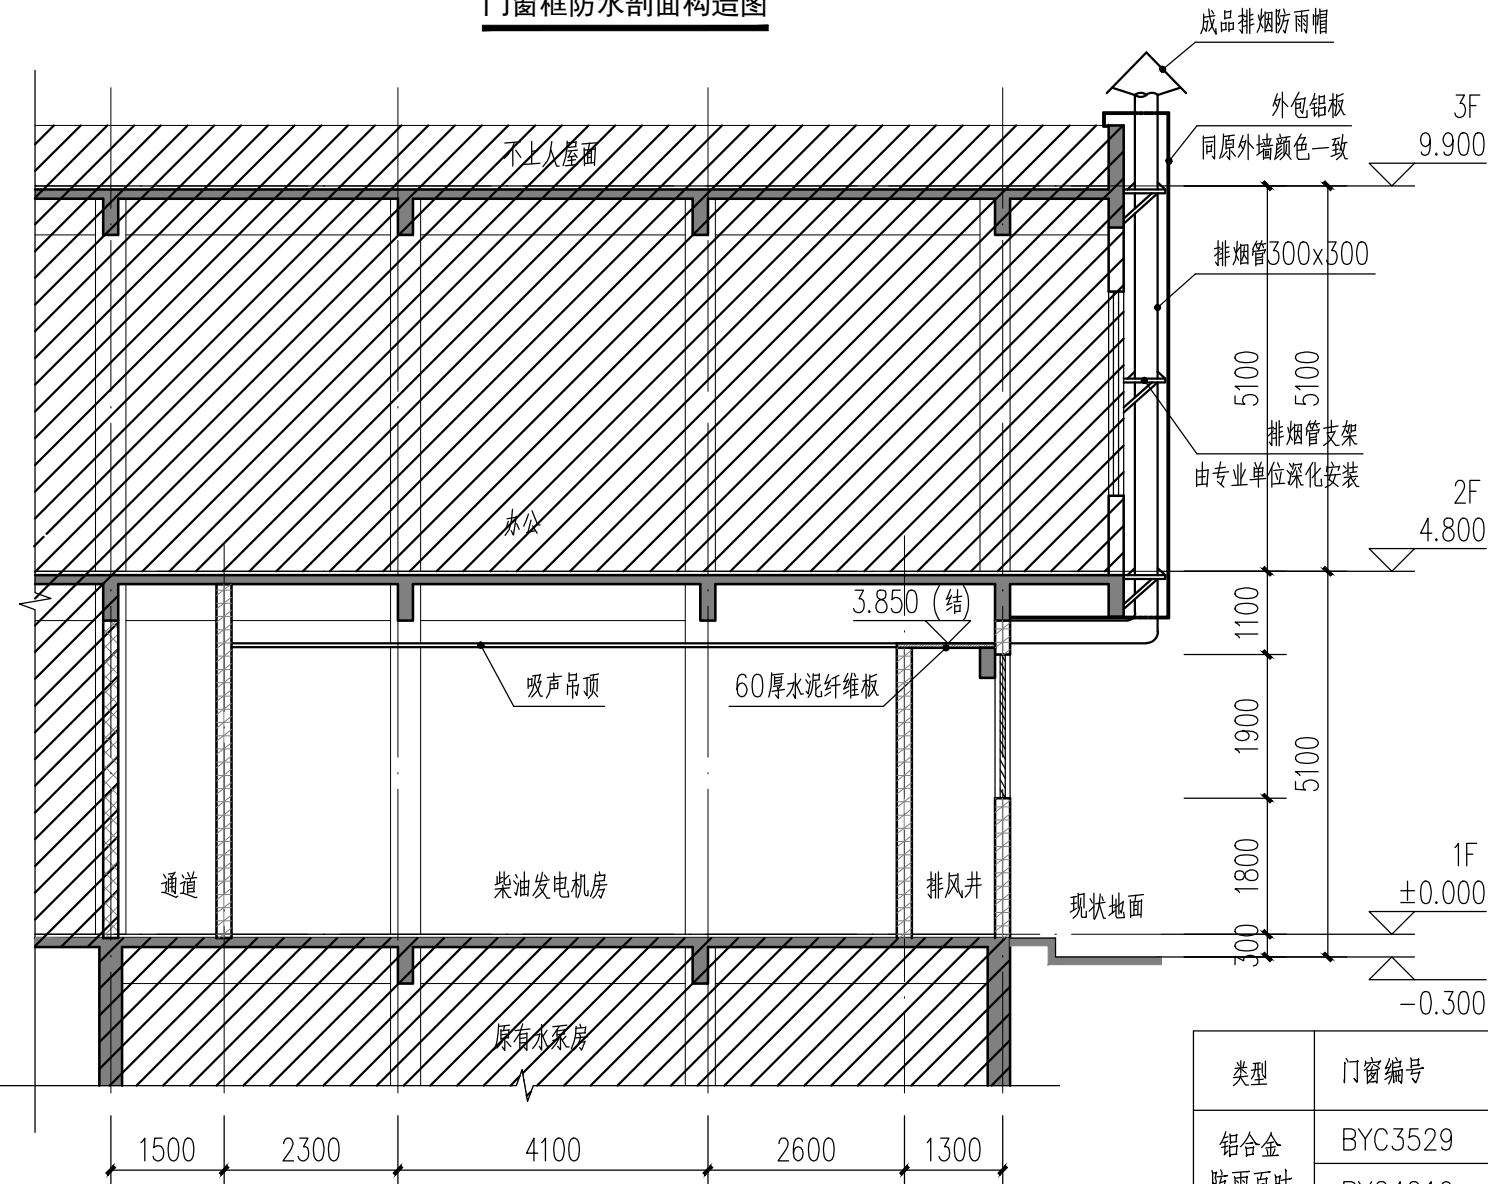 门窗框防水剖面构造图
成品排烟防雨帽
外包铝板
同原外墙颜色一致
3F
9.900
不上人屋面
排烟管300x300
5100
5100
排烟管支架
由专业单位深化安装
2F
4.800
办公
3.850 (结)
1100
吸声吊顶
60厚水泥纤维板
1900
5100
1800
1F
±0.000
通道
柴油发电机房
排风井
现状地面
300
-0.300
原有水泵房
类型
门窗编号
铝合金
BYC3529
防雨百叶
1500
2300
4100
2600
1300